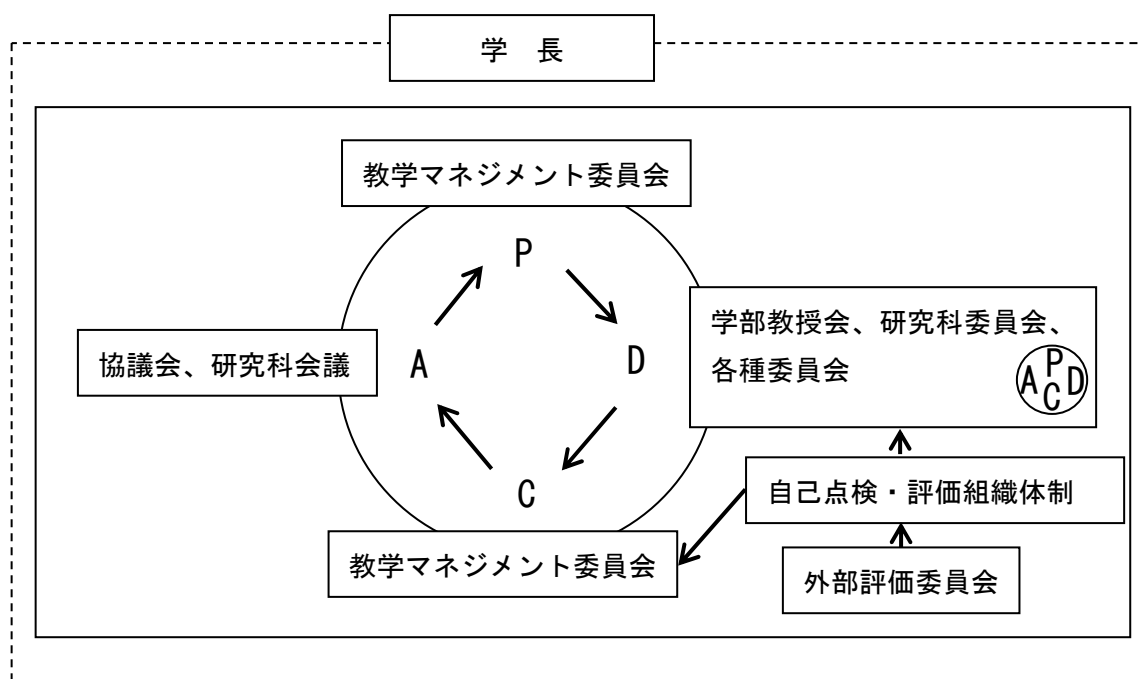 学　長
教学マネジメント委員会
P
学部教授会、研究科委員会、
各種委員会
P
A D
C
協議会、研究科会議
A
D
C
自己点検・評価組織体制
教学マネジメント委員会
外部評価委員会